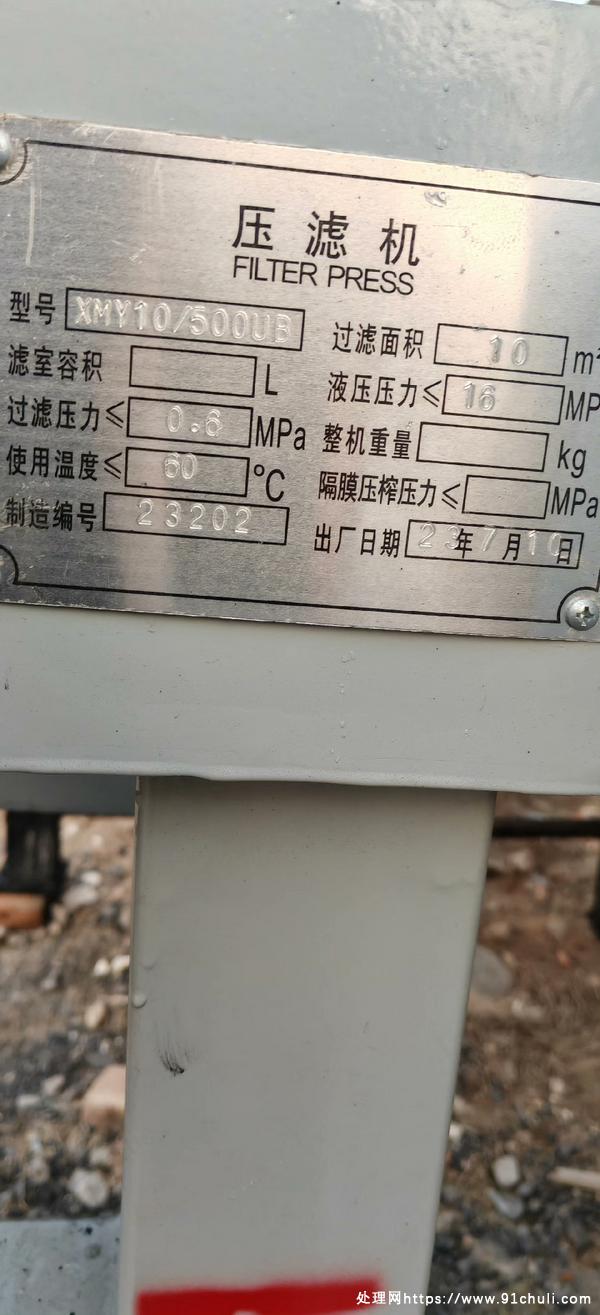 压滤机
FILTER PRESS
型号 XMY10/500UB 过滤面积 10 m²
滤室容积 L 液压压力≤ 16 MP
过滤压力≤ 0.6 MPa 整机重量 kg
使用温度≤ 60 ℃ 隔膜压榨压力≤ MPa
制造编号 23202 出厂日期 23年7月10日
处理网https://www.91chuli.com